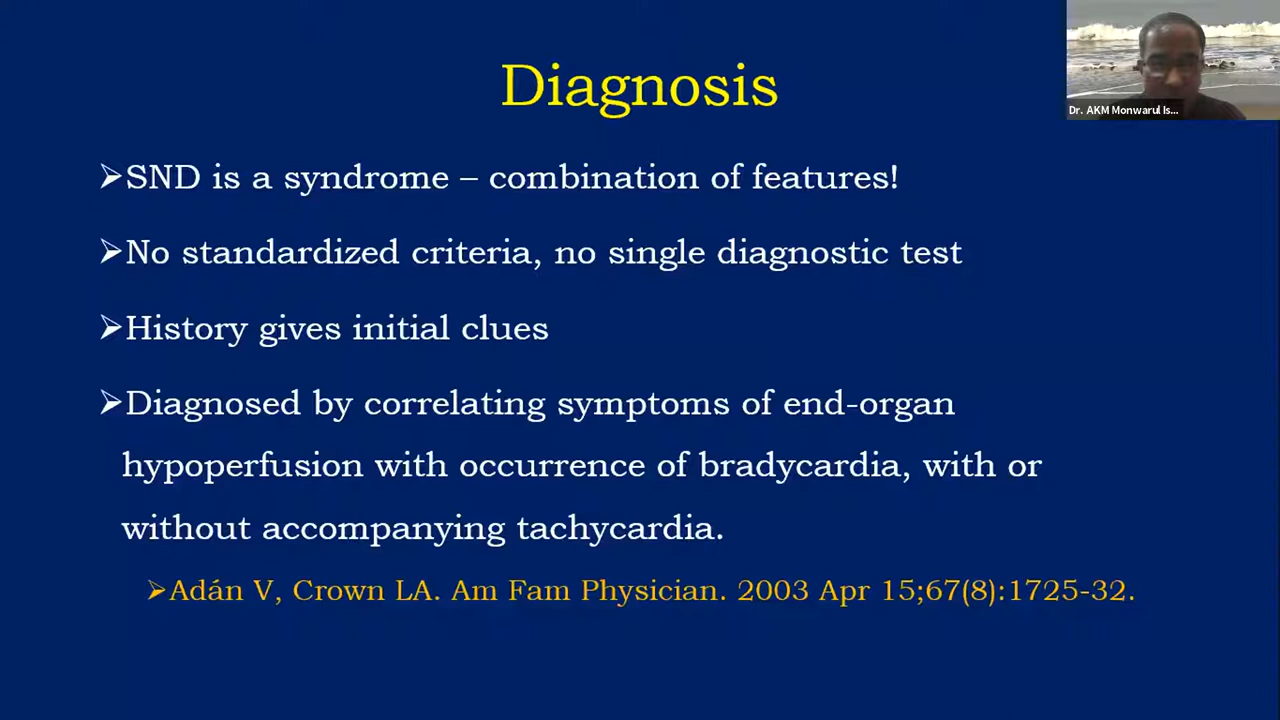 Diagnosis
Dr. AKM Monwarul Is...
➢SND is a syndrome – combination of features!
➢No standardized criteria, no single diagnostic test
➢History gives initial clues
➢Diagnosed by correlating symptoms of end-organ
hypoperfusion with occurrence of bradycardia, with or
without accompanying tachycardia.
➢Adán V, Crown LA. Am Fam Physician. 2003 Apr 15;67(8):1725-32.